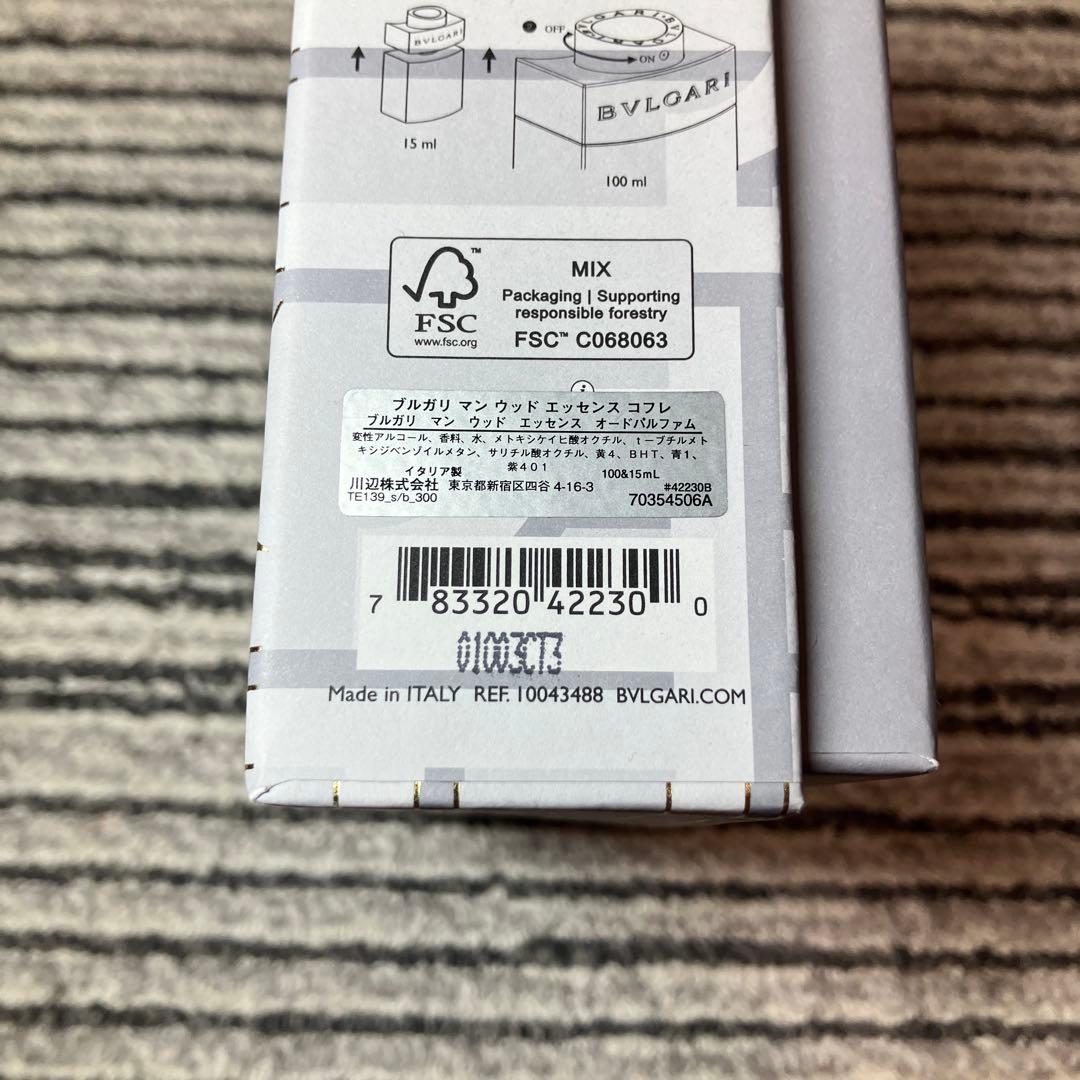 BVLGARI
15 ml
OFF
BVLGARI·BVLGARI
ON
BVLGARI
100 ml
FSC™
www.fsc.org
MIX
Packaging | Supporting
responsible forestry
FSC™ C068063
ブルガリ マン ウッド エッセンス コフレ
ブルガリ マン ウッド エッセンス オードパルファム
変性アルコール、香料、水、メトキシケイヒ酸オクチル、t-ブチルメト
キシジベンゾイルメタン、サリチル酸オクチル、黄4、BHT、青1、
紫401
イタリア製 100&15mL
川辺株式会社 東京都新宿区四谷 4-16-3 #42230B
TE139_s/b_300 70354506A
7 83320 42230 0
01003CT3
Made in ITALY REF. 10043488 BVLGARI.COM